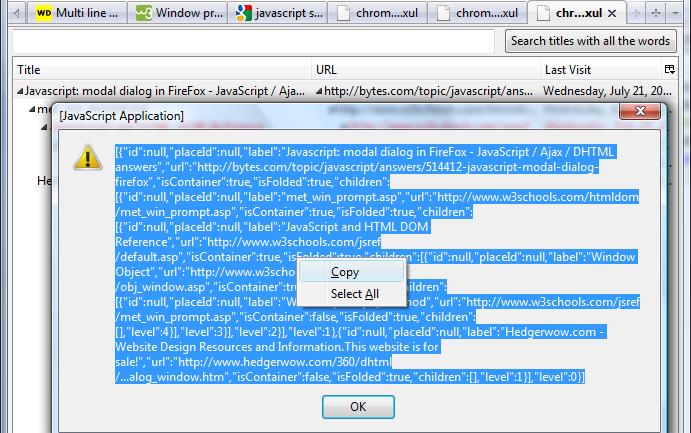 Multi line ...
Window pr...
javascript s...
chrom....xul
chrom....xul
chr...xul
Search titles with all the words
Title URL Last Visit
Javascript: modal dialog in FireFox - JavaScript / Aja... http://bytes.com/topic/javascript/ans... Wednesday, July 21, 20...
[JavaScript Application]
[{"id":null,"placeId":null,"label":"Javascript: modal dialog in FireFox - JavaScript / Ajax / DHTML
answers","url":"http://bytes.com/topic/javascript/answers/514412-javascript-modal-dialog-
firefox","isContainer":true,"isFolded":true,"children":
[{"id":null,"placeId":null,"label":"met_win_prompt.asp","url":"http://www.w3schools.com/htmldom
/met_win_prompt.asp","isContainer":true,"isFolded":true,"children":
[{"id":null,"placeId":null,"label":"JavaScript and HTML DOM
Reference","url":"http://www.w3schools.com/jsref
/default.asp","isContainer":true,"isFolded":true,"children":[{"id":null,"placeId":null,"label":"Window
Object","url":"http://www.w3scho
/obj_window.asp","isContainer":tr
[{"id":null,"placeId":null,"label":"W
"url":"http://www.w3schools.com/jsref
/met_win_prompt.asp","isContainer":false,"isFolded":true,"children":
[],"level":4}],"level":3}],"level":2}],"level":1},{"id":null,"placeId":null,"label":"Hedgerwow.com -
Website Design Resources and Information.This website is for
sale!","url":"http://www.hedgerwow.com/360/dhtml
/...alog_window.htm","isContainer":false,"isFolded":true,"children":[],"level":1}],"level":0}]
Copy
Select All
OK